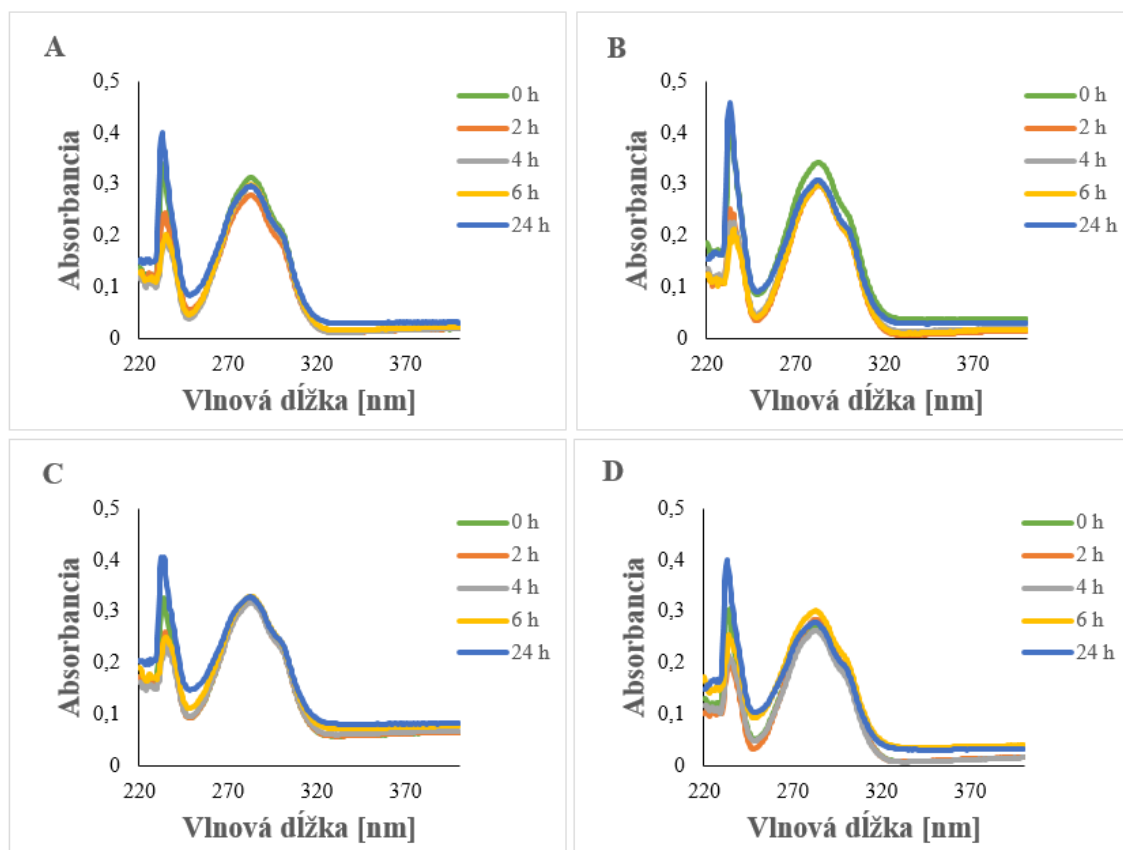 A
Absorbancia
0,5
0,4
0,3
0,2
0,1
0
220 270 320 370
Vlnová dĺžka [nm]
0 h
2 h
4 h
6 h
24 h
B
Absorbancia
0,5
0,4
0,3
0,2
0,1
0
220 270 320 370
Vlnová dĺžka [nm]
0 h
2 h
4 h
6 h
24 h
C
Absorbancia
0,5
0,4
0,3
0,2
0,1
0
220 270 320 370
Vlnová dĺžka [nm]
0 h
2 h
4 h
6 h
24 h
D
Absorbancia
0,5
0,4
0,3
0,2
0,1
0
220 270 320 370
Vlnová dĺžka [nm]
0 h
2 h
4 h
6 h
24 h